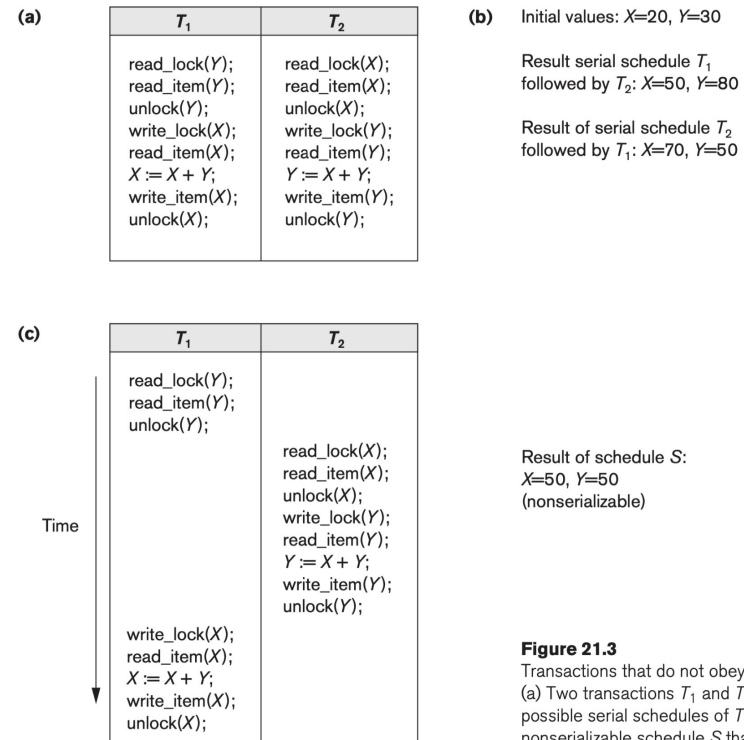 (a)
T1 T2
read_lock(Y); read_lock(X);
read_item(Y); read_item(X);
unlock(Y); unlock(X);
write_lock(X); write_lock(Y);
read_item(X); read_item(Y);
X := X + Y; Y := X + Y;
write_item(X); write_item(Y);
unlock(X); unlock(Y);
(b) Initial values: X=20, Y=30
Result serial schedule T1
followed by T2: X=50, Y=80
Result of serial schedule T2
followed by T1: X=70, Y=50
(c)
T1 T2
Time
read_lock(Y);
read_item(Y);
unlock(Y);
read_lock(X);
read_item(X);
unlock(X);
write_lock(Y);
read_item(Y);
Y := X + Y;
write_item(Y);
unlock(Y);
write_lock(X);
read_item(X);
X := X + Y;
write_item(X);
unlock(X);
Result of schedule S:
X=50, Y=50
(nonserializable)
Figure 21.3
Transactions that do not obey
(a) Two transactions T1 and T
possible serial schedules of T
nonserializable schedule S tha